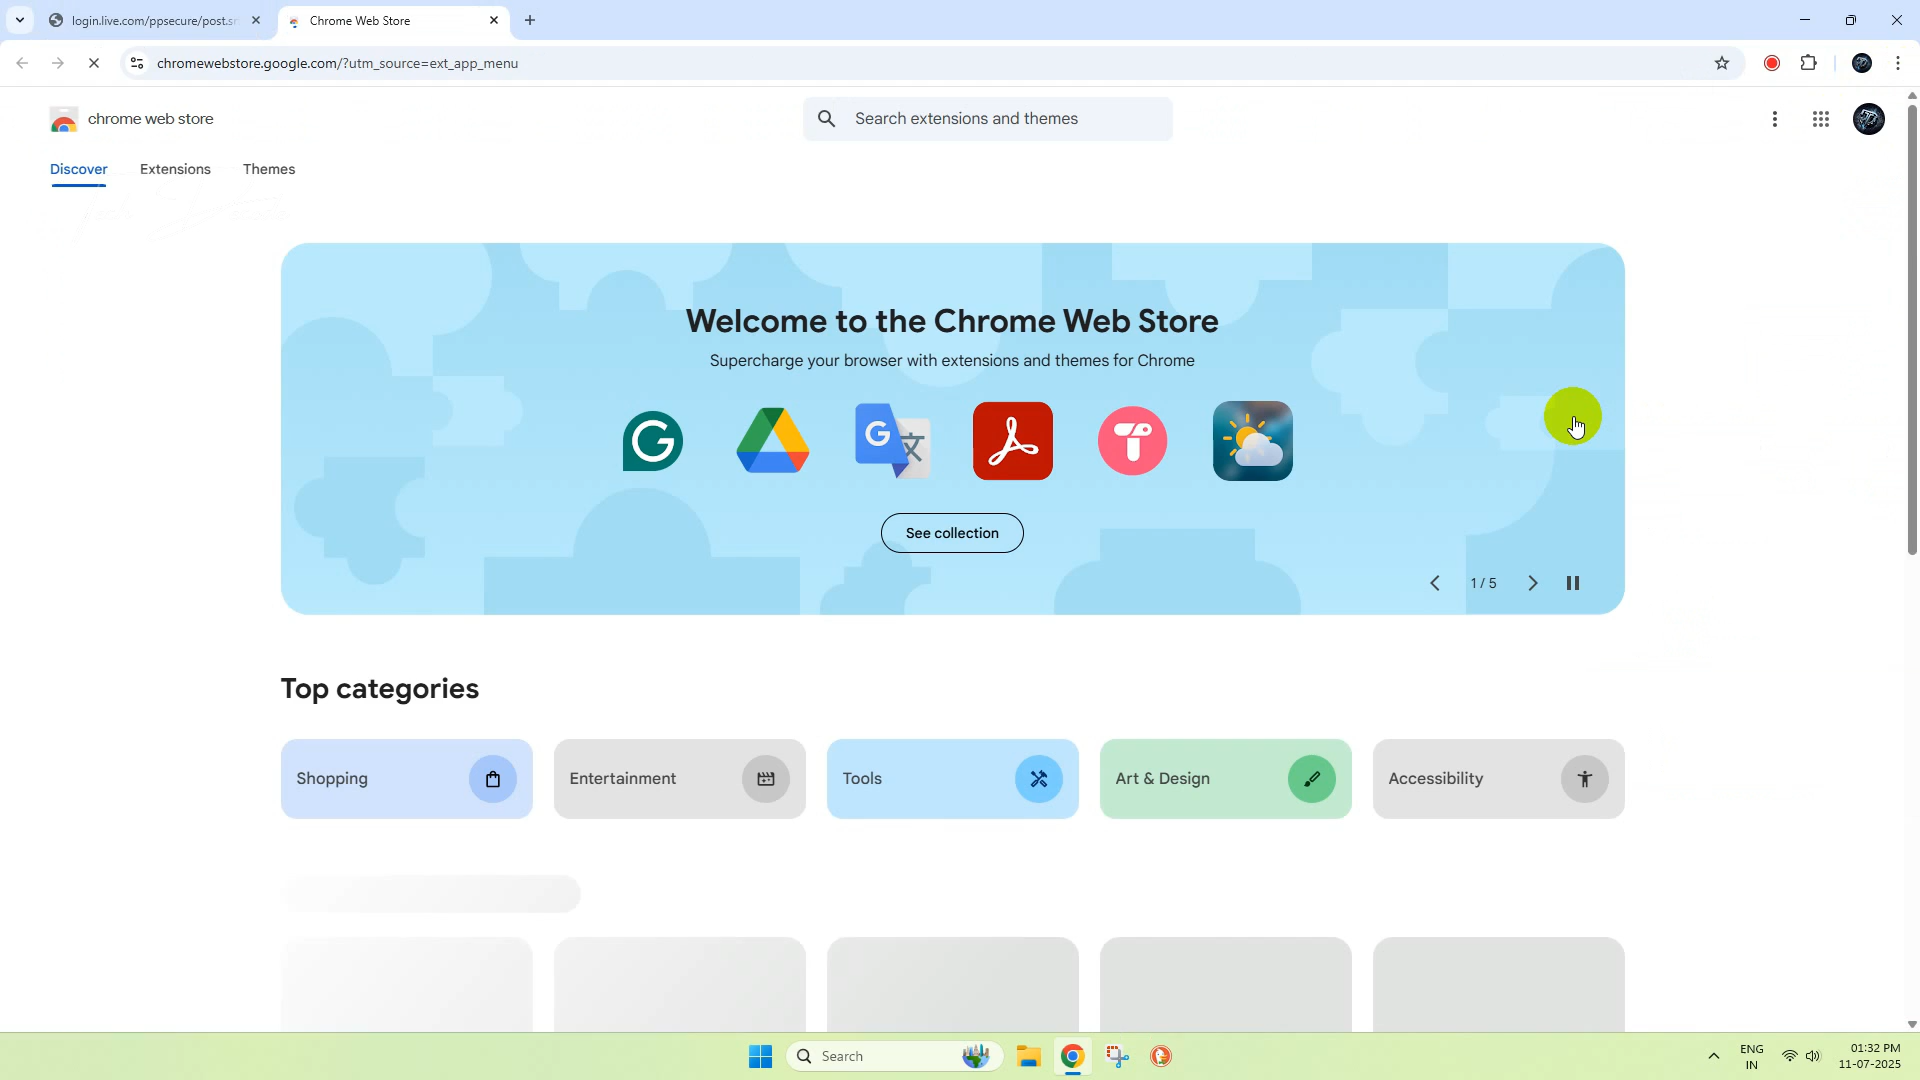 login.live.com/ppsecure/post.sr
Chrome Web Store
chromewebstore.google.com/?utm_source=ext_app_menu
chrome web store
Search extensions and themes
Discover
Extensions
Themes
Welcome to the Chrome Web Store
Supercharge your browser with extensions and themes for Chrome
See collection
1 / 5
Top categories
Shopping
Entertainment
Tools
Art & Design
Accessibility
Search
ENG
IN
01:32 PM
11-07-2025